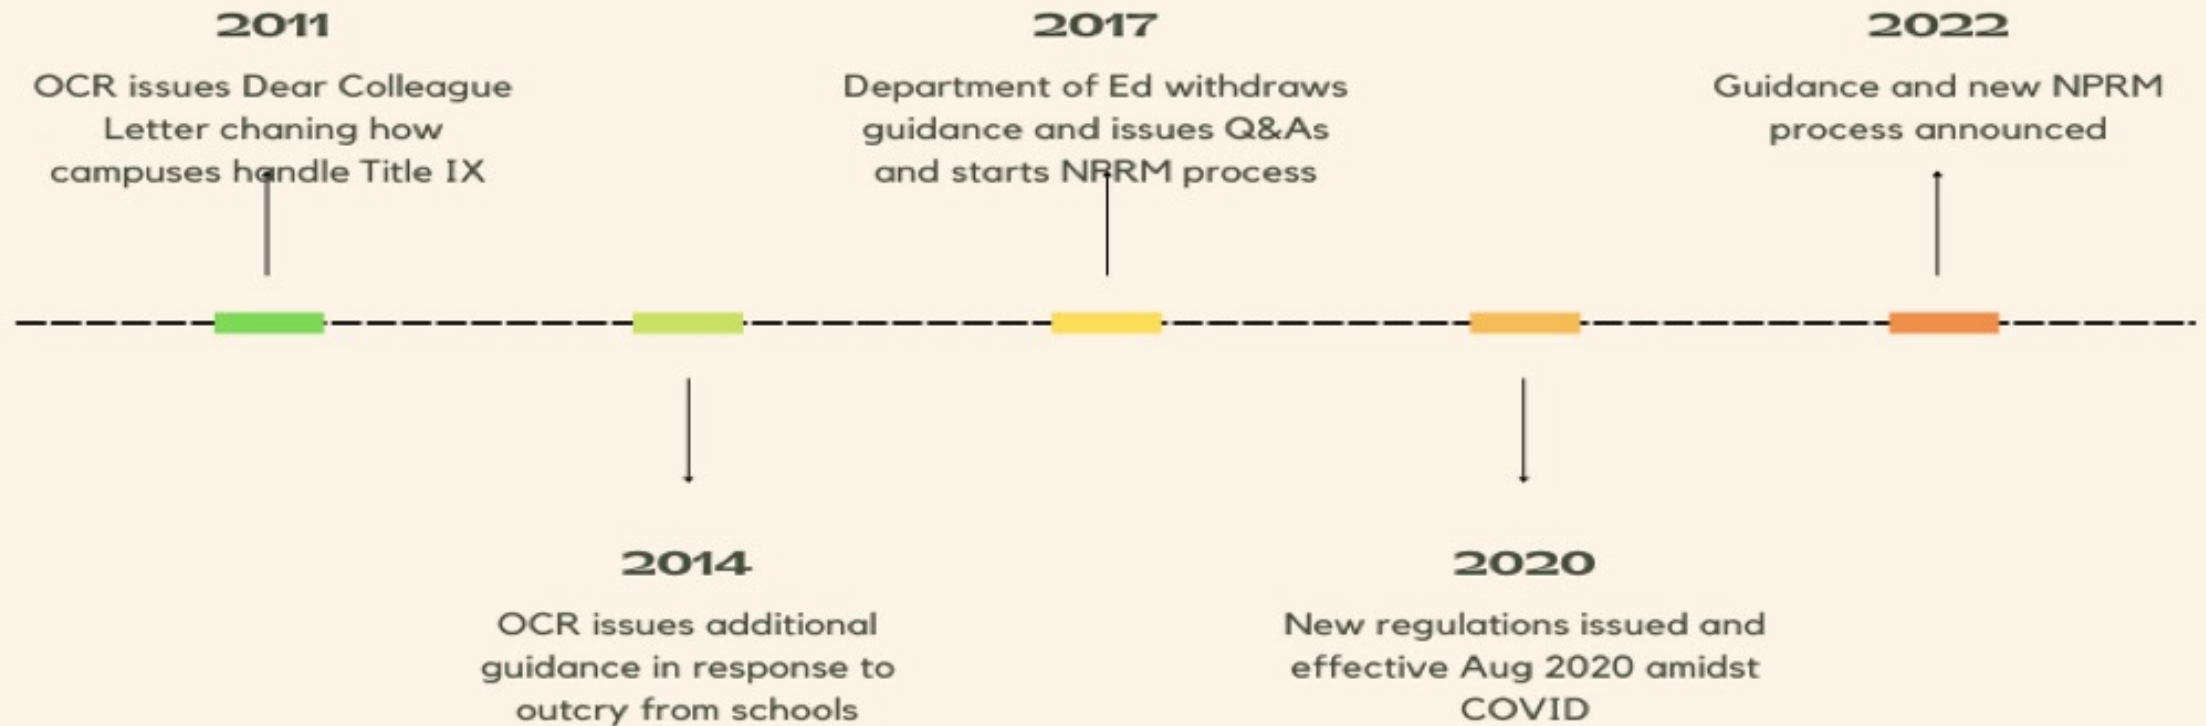 2011
OCR issues Dear Colleague
Letter chaning how
campuses handle Title IX
2014
OCR issues additional
guidance in response to
outcry from schools
2017
Department of Ed withdraws
guidance and issues Q&As
and starts NPRM process
2020
New regulations issued and
effective Aug 2020 amidst
COVID
2022
Guidance and new NPRM
process announced